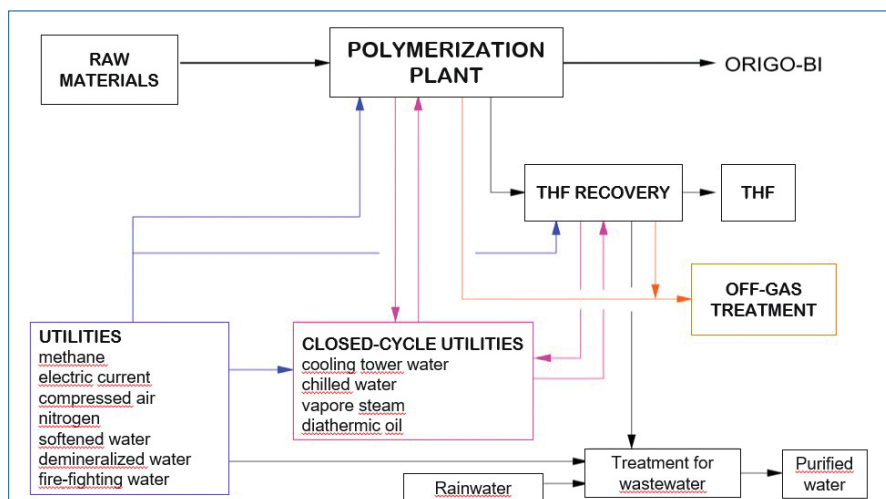 RAW
MATERIALS
POLYMERIZATION
PLANT
ORIGO-BI
THF RECOVERY
THF
OFF-GAS
TREATMENT
UTILITIES
methane
electric current
compressed air
nitrogen
softened water
demineralized water
fire-fighting water
CLOSED-CYCLE UTILITIES
cooling tower water
chilled water
vapore steam
diathermic oil
Treatment for
wastewater
Purified
water
Rainwater